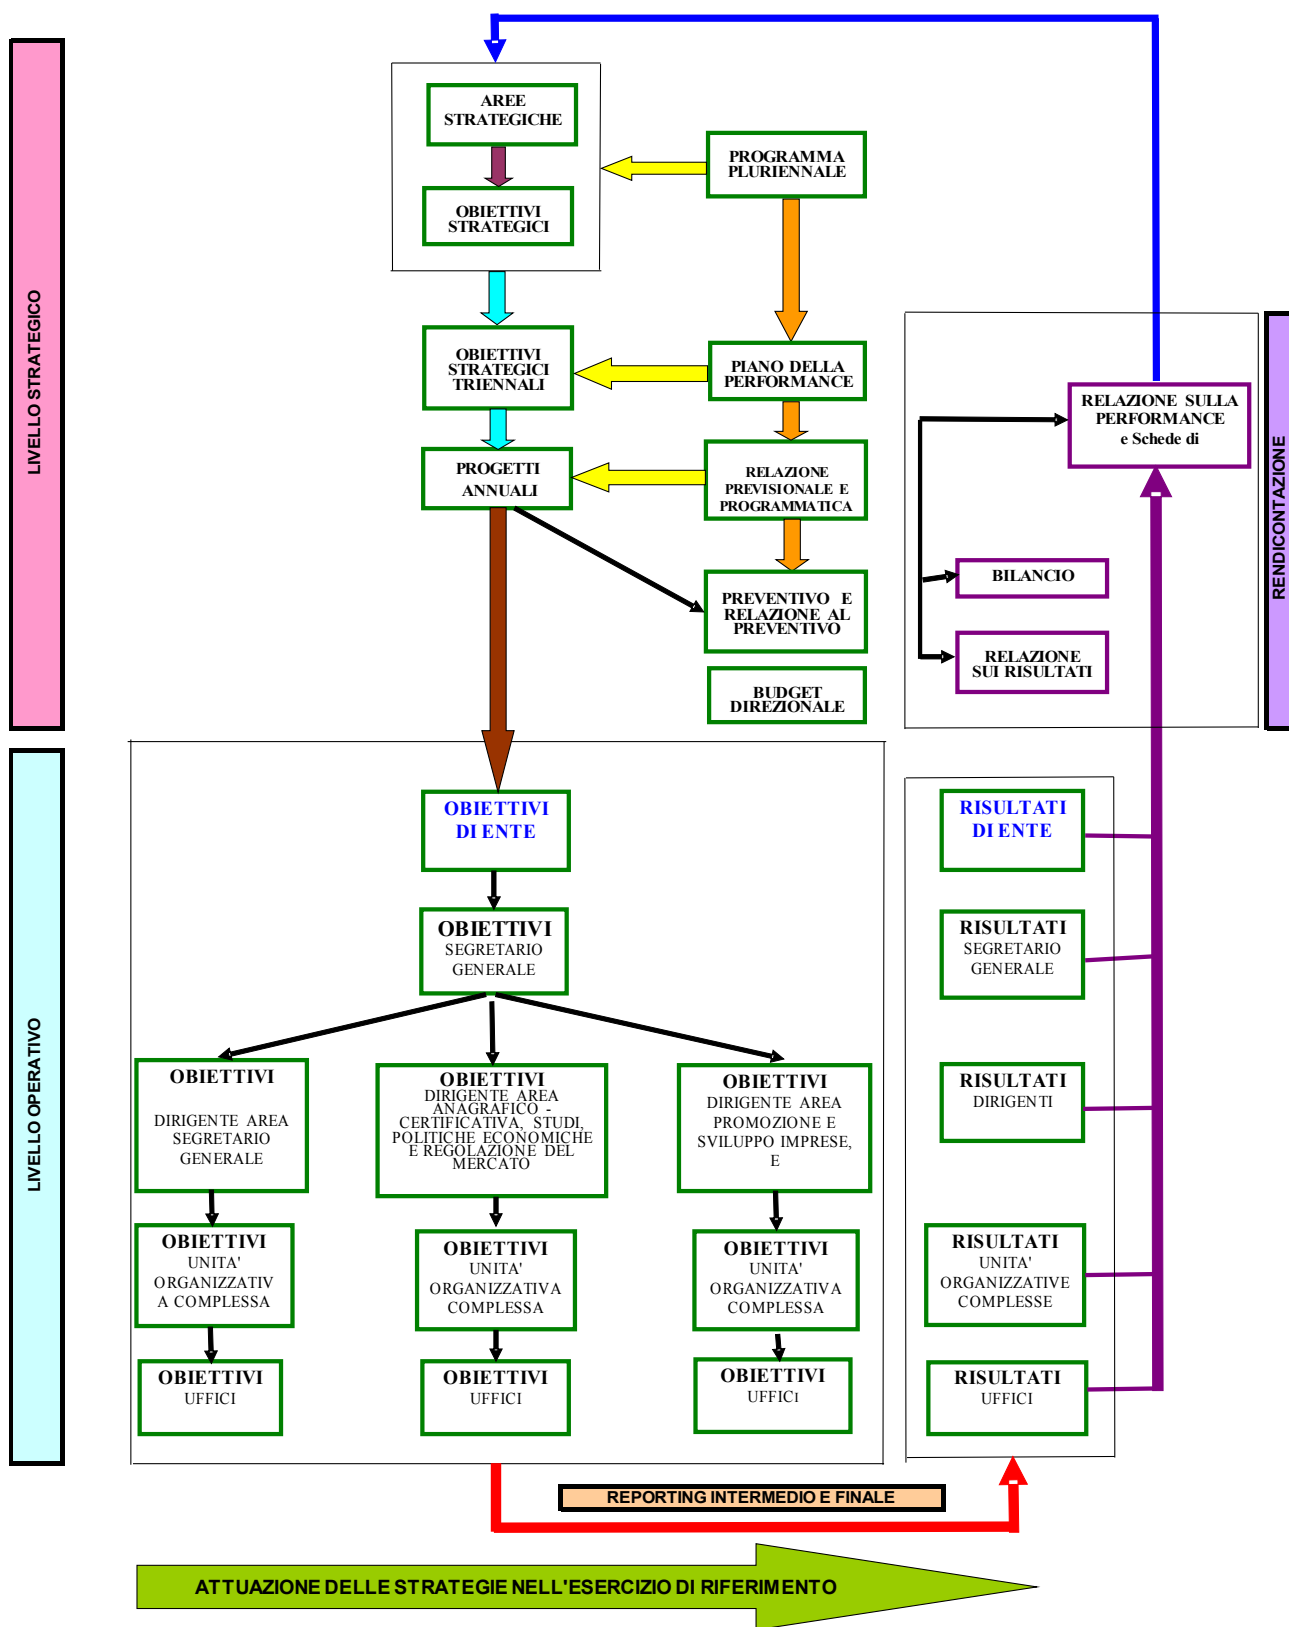 LIVELLO STRATEGICO
AREE
STRATEGICHE
OBIETTIVI
STRATEGICI
PROGRAMMA
PLURIENNALE
OBIETTIVI
STRATEGICI
TRIENNALI
PIANO DELLA
PERFORMANCE
PROGETTI
ANNUALI
RELAZIONE
PREVISIONALE E
PROGRAMMATICA
PREVENTIVO E
RELAZIONE AL
PREVENTIVO
BUDGET
DIREZIONALE
RENDICONTAZIONE
RELAZIONE SULLA
PERFORMANCE
e Schede di
BILANCIO
RELAZIONE
SUI RISULTATI
LIVELLO OPERATIVO
OBIETTIVI
DI ENTE
OBIETTIVI
SEGRETARIO
GENERALE
OBIETTIVI
DIRIGENTE AREA
SEGRETARIO
GENERALE
OBIETTIVI
DIRIGENTE AREA
ANAGRAFICO -
CERTIFICATIVA, STUDI,
POLITICHE ECONOMICHE
E REGOLAZIONE DEL
MERCATO
OBIETTIVI
DIRIGENTE AREA
PROMOZIONE E
SVILUPPO IMPRESE,
E
OBIETTIVI
UNITA'
ORGANIZZATIV
A COMPLESSA
OBIETTIVI
UNITA'
ORGANIZZATIVA
COMPLESSA
OBIETTIVI
UNITA'
ORGANIZZATIVA
COMPLESSA
OBIETTIVI
UFFICI
OBIETTIVI
UFFICI
OBIETTIVI
UFFICI
RISULTATI
DI ENTE
RISULTATI
SEGRETARIO
GENERALE
RISULTATI
DIRIGENTI
RISULTATI
UNITA'
ORGANIZZATIVE
COMPLESSE
RISULTATI
UFFICI
REPORTING INTERMEDIO E FINALE
ATTUAZIONE DELLE STRATEGIE NELL'ESERCIZIO DI RIFERIMENTO